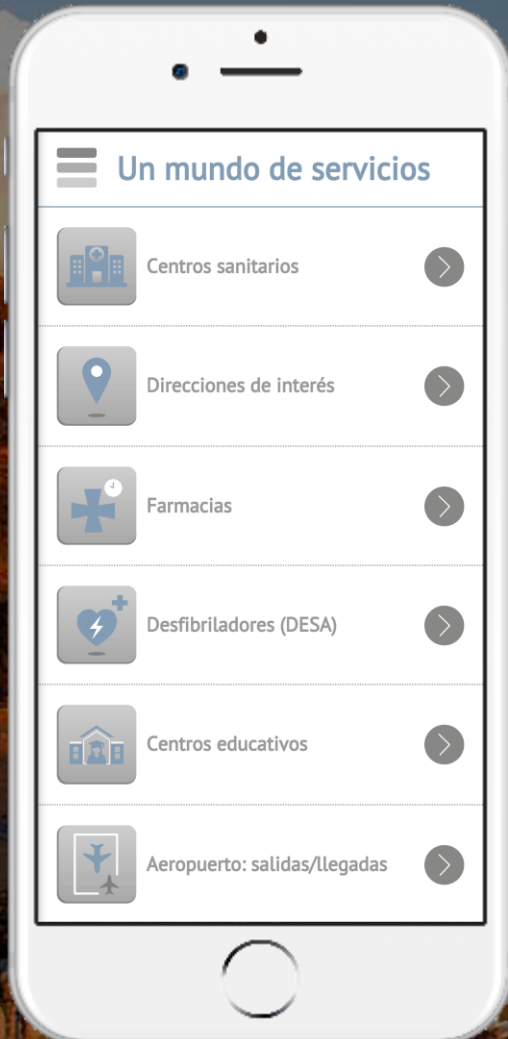 Un mundo de servicios
Centros sanitarios
Direcciones de interés
Farmacias
Desfibriladores (DESA)
Centros educativos
Aeropuerto: salidas/llegadas